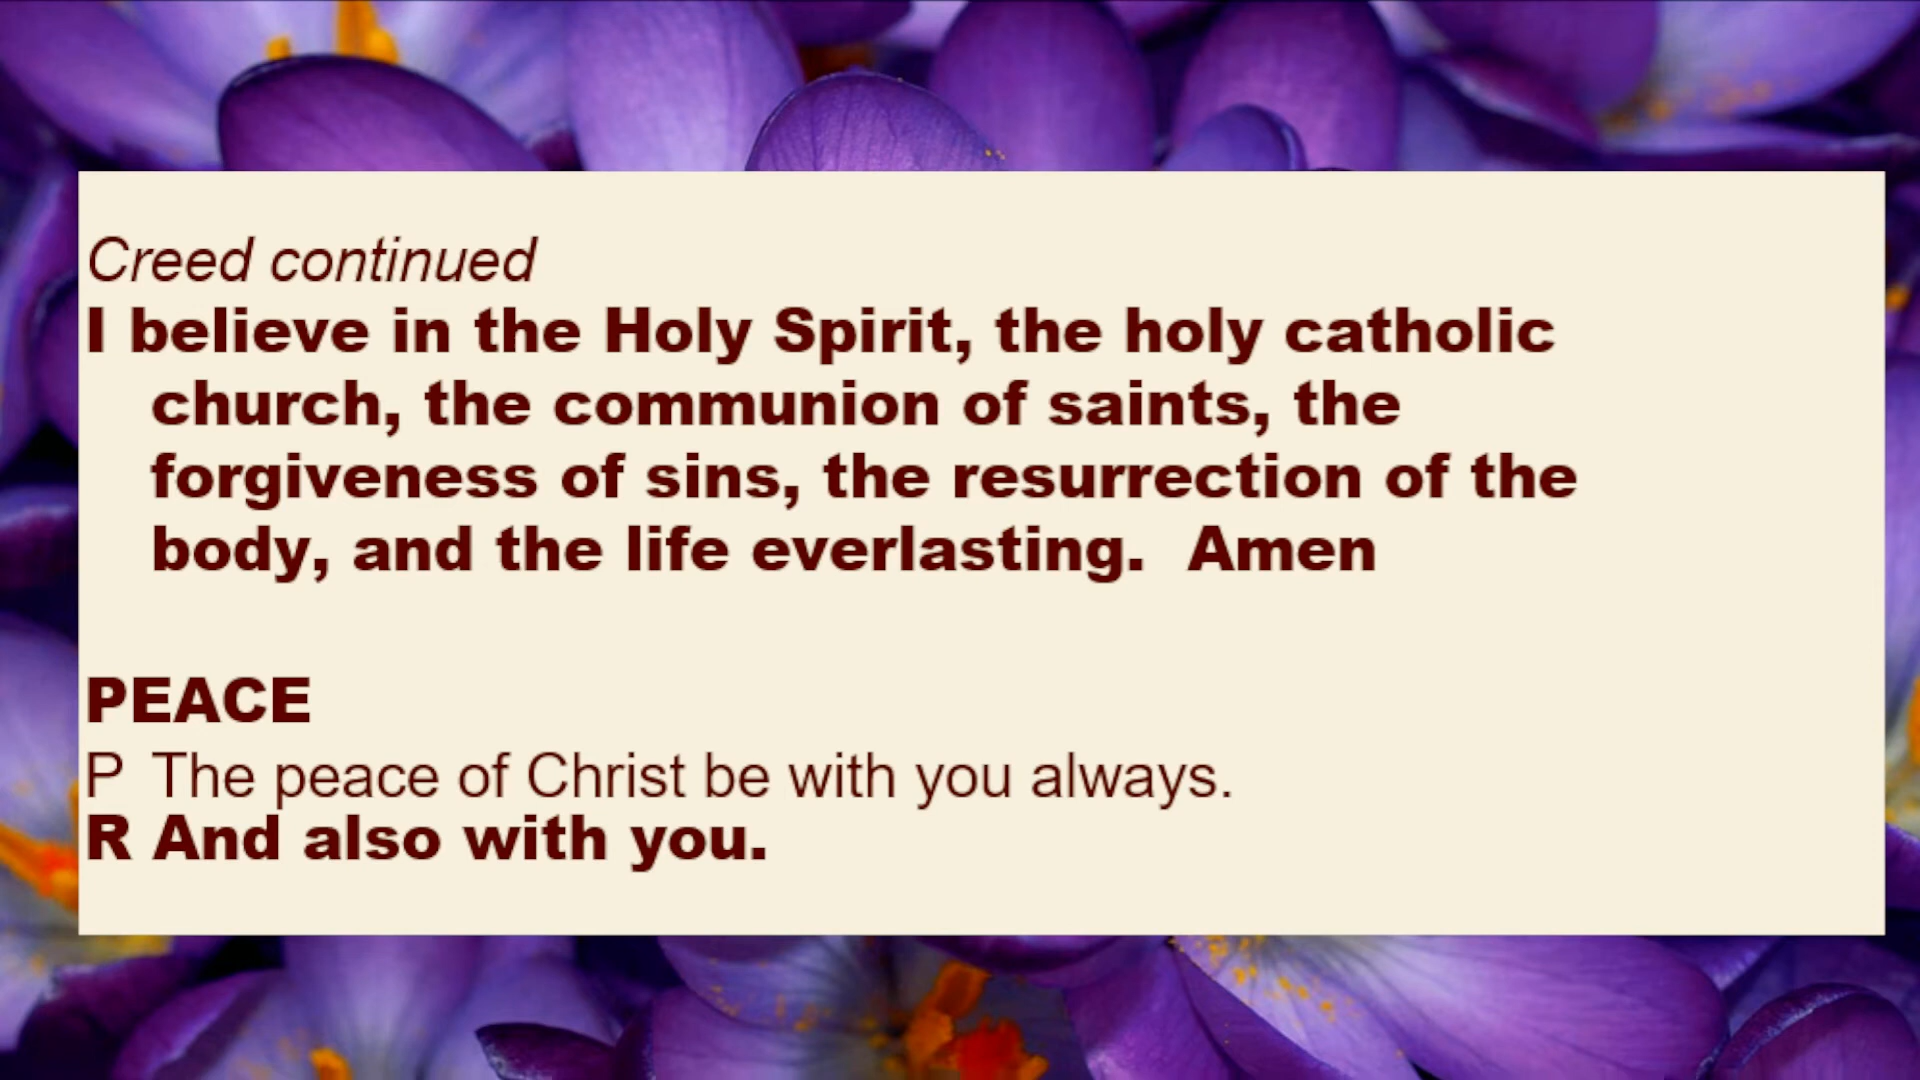 Creed continued
I believe in the Holy Spirit, the holy catholic
church, the communion of saints, the
forgiveness of sins, the resurrection of the
body, and the life everlasting.  Amen
PEACE
P The peace of Christ be with you always.
R And also with you.